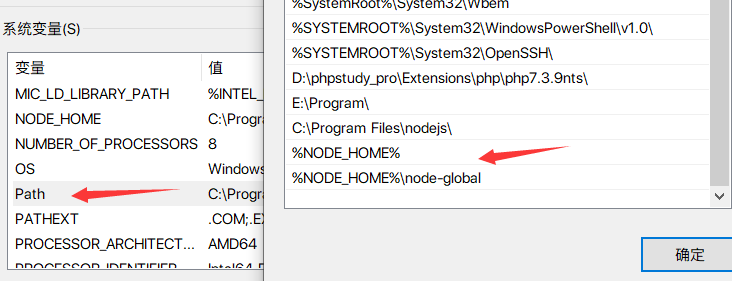 系统变量(S)
变量 值
MIC_LD_LIBRARY_PATH %INTEL_
NODE_HOME C:\Progra
NUMBER_OF_PROCESSORS 8
OS Windows
Path C:\Progra
PATHEXT .COM;.EX
PROCESSOR_ARCHITECT... AMD64
PROCESSOR_IDENTIFIER Intel64 F
%SYSTEMROOT%\System32\Wbem
%SYSTEMROOT%\System32\WindowsPowerShell\v1.0\
%SYSTEMROOT%\System32\OpenSSH\
D:\phpstudy_pro\Extensions\php\php7.3.9nts\
E:\Program\
C:\Program Files\nodejs\
%NODE_HOME%
%NODE_HOME%\node-global
确定